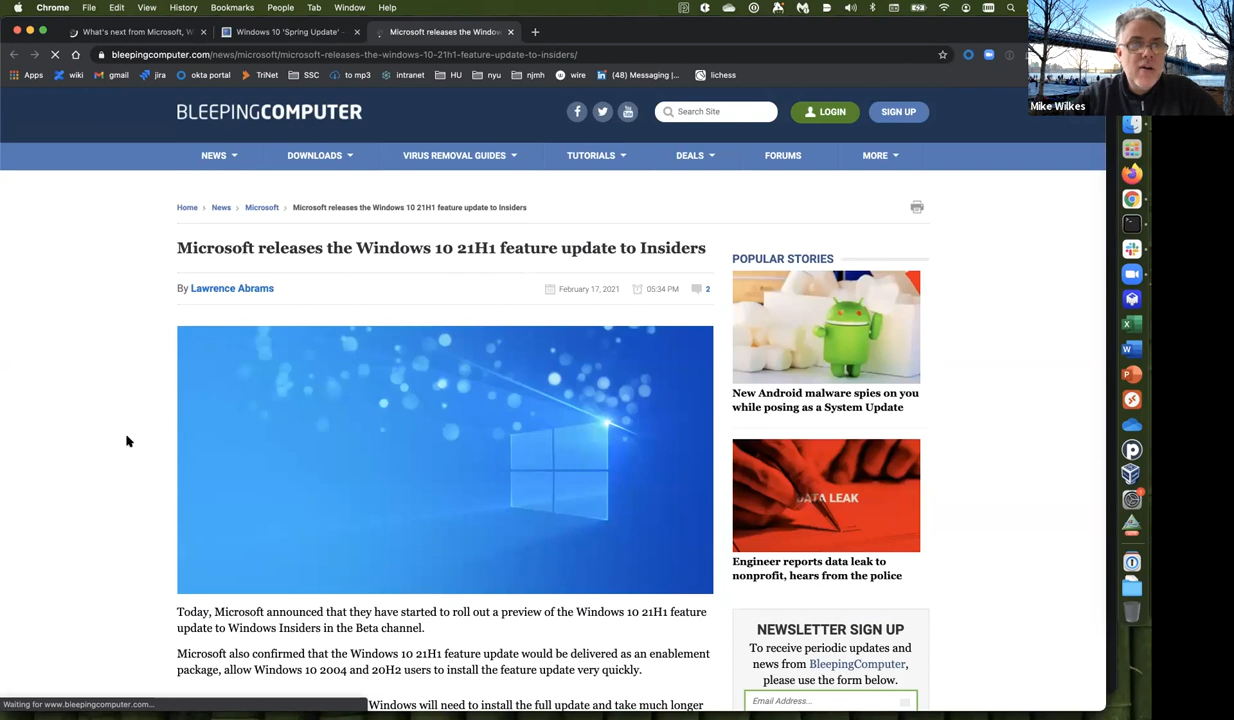 Chrome File Edit View History Bookmarks People Tab Window Help
What's next from Microsoft, W
Windows 10 'Spring Update' -
Microsoft releases the Window
bleepingcomputer.com/news/microsoft/microsoft-releases-the-windows-10-21h1-feature-update-to-insiders/
Apps wiki gmail jira okta portal TriNet SSC to mp3 intranet HU nyu njmh wire (48) Messaging |... lichess
Mike Wilkes
BLEEPINGCOMPUTER
Search Site
LOGIN
SIGN UP
NEWS DOWNLOADS VIRUS REMOVAL GUIDES TUTORIALS DEALS FORUMS MORE
Home › News › Microsoft › Microsoft releases the Windows 10 21H1 feature update to Insiders
Microsoft releases the Windows 10 21H1 feature update to Insiders
By Lawrence Abrams
February 17, 2021 05:34 PM 2
Today, Microsoft announced that they have started to roll out a preview of the Windows 10 21H1 feature
update to Windows Insiders in the Beta channel.
Microsoft also confirmed that the Windows 10 21H1 feature update would be delivered as an enablement
package, allow Windows 10 2004 and 20H2 users to install the feature update very quickly.
Windows will need to install the full update and take much longer
Waiting for www.bleepingcomputer.com...
POPULAR STORIES
New Android malware spies on you
while posing as a System Update
DATA LEAK
Engineer reports data leak to
nonprofit, hears from the police
NEWSLETTER SIGN UP
To receive periodic updates and
news from BleepingComputer,
please use the form below.
Email Address...